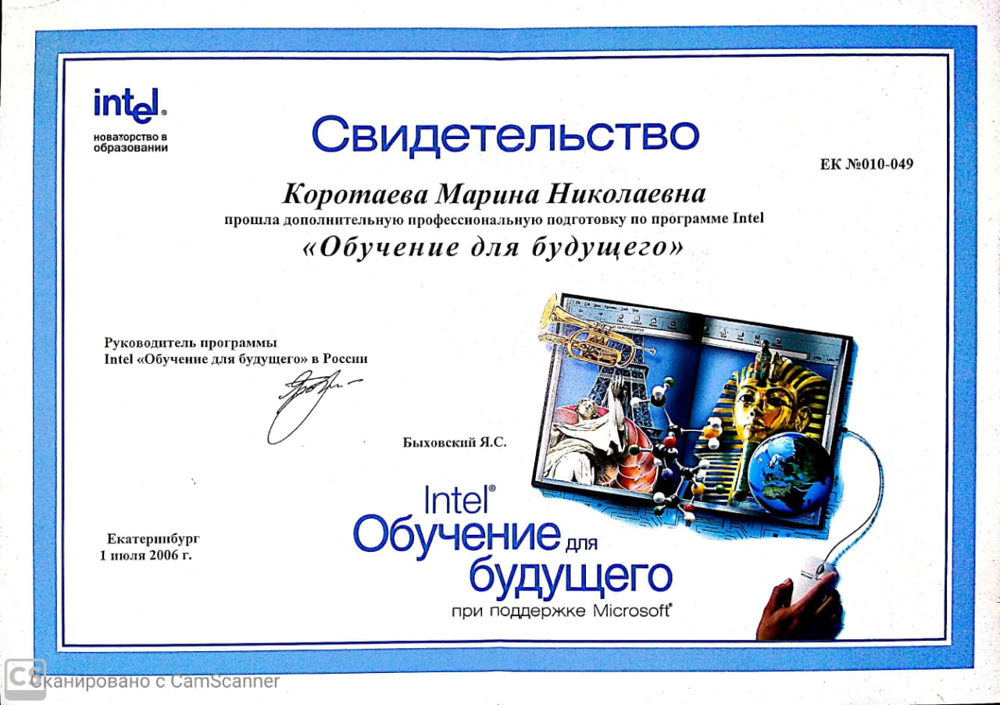 intel®
новаторство в
образовании
Свидетельство
ЕК №010-049
Коротаева Марина Николаевна
прошла дополнительную профессиональную подготовку по программе Intel
«Обучение для будущего»
Руководитель программы
Intel «Обучение для будущего» в России
Быховский Я.С.
Intel®
Обучение для
будущего
при поддержке Microsoft®
Екатеринбург
1 июля 2006 г.
CS
Сканировано с CamScanner